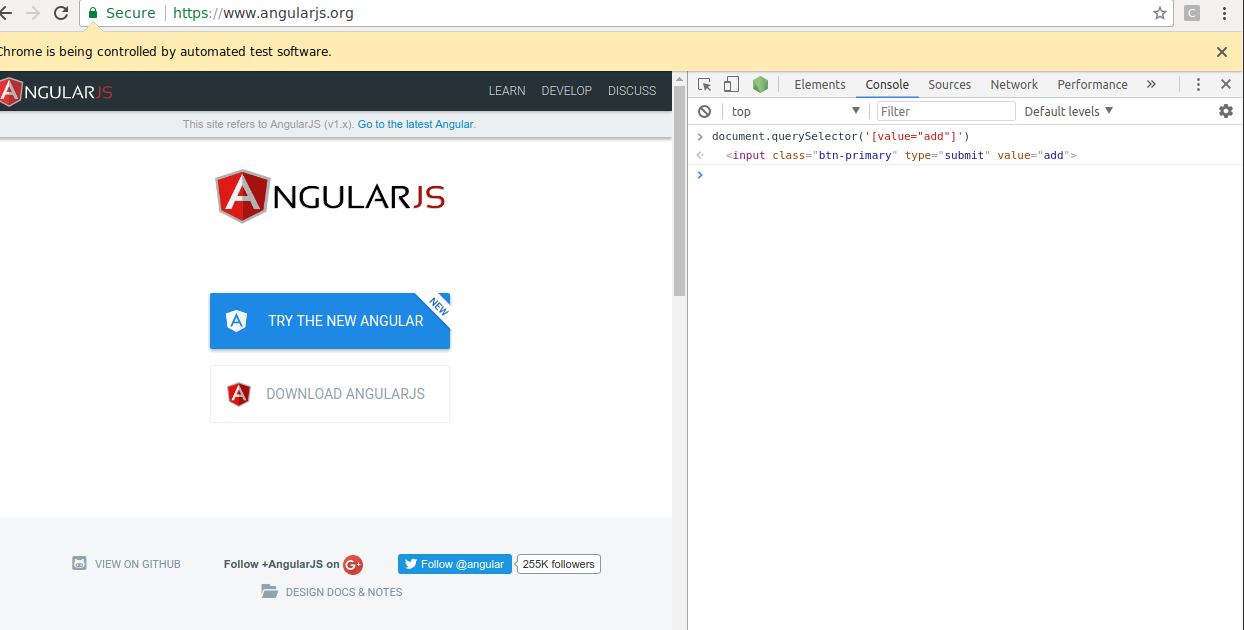 Secure https://www.angularjs.org C
Chrome is being controlled by automated test software.
ANGULARJS LEARN DEVELOP DISCUSS
This site refers to AngularJS (v1.x). Go to the latest Angular.
ANGULARJS
TRY THE NEW ANGULAR NEW
DOWNLOAD ANGULARJS
VIEW ON GITHUB Follow +AngularJS on G+ Follow @angular 255K followers
DESIGN DOCS & NOTES
Elements Console Sources Network Performance »
top Filter Default levels
> document.querySelector('[value="add"]')
<input class="btn-primary" type="submit" value="add">
>